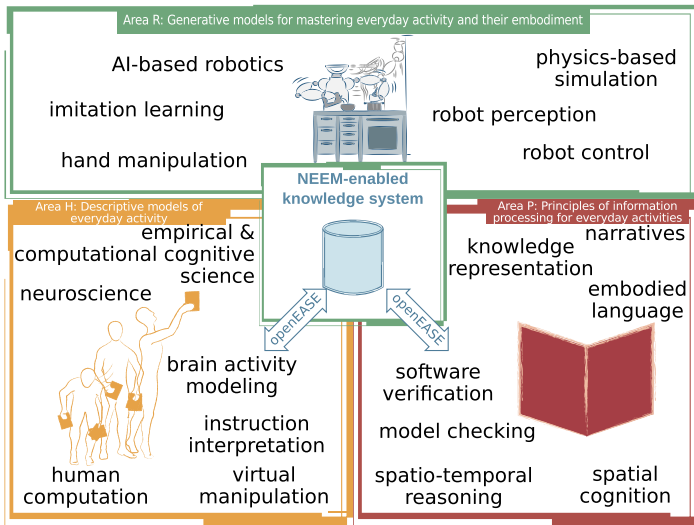 Area R: Generative models for mastering everyday activity and their embodiment
AI-based robotics
physics-based
simulation
imitation learning
robot perception
hand manipulation
robot control
NEEM-enabled
knowledge system
Area H: Descriptive models of
everyday activity
Area P: Principles of information
processing for everyday activities
empirical &
computational cognitive
science
neuroscience
narratives
knowledge
representation
embodied
language
openEASE
openEASE
brain activity
modeling
software
verification
instruction
interpretation
model checking
human
computation
virtual
manipulation
spatio-temporal
reasoning
spatial
cognition